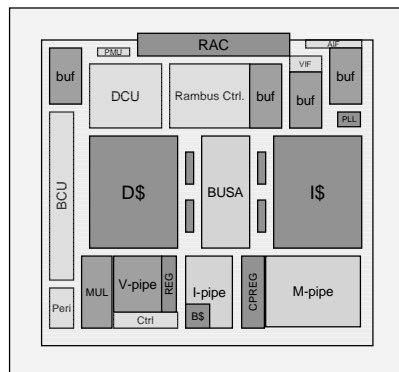 RAC
AIF
PMU
VIF
buf
DCU
Rambus Ctrl.
buf
buf
buf
PLL
BCU
D$
BUSA
I$
MUL
V-pipe
REG
I-pipe
CPREG
M-pipe
Peri
Ctrl
B$